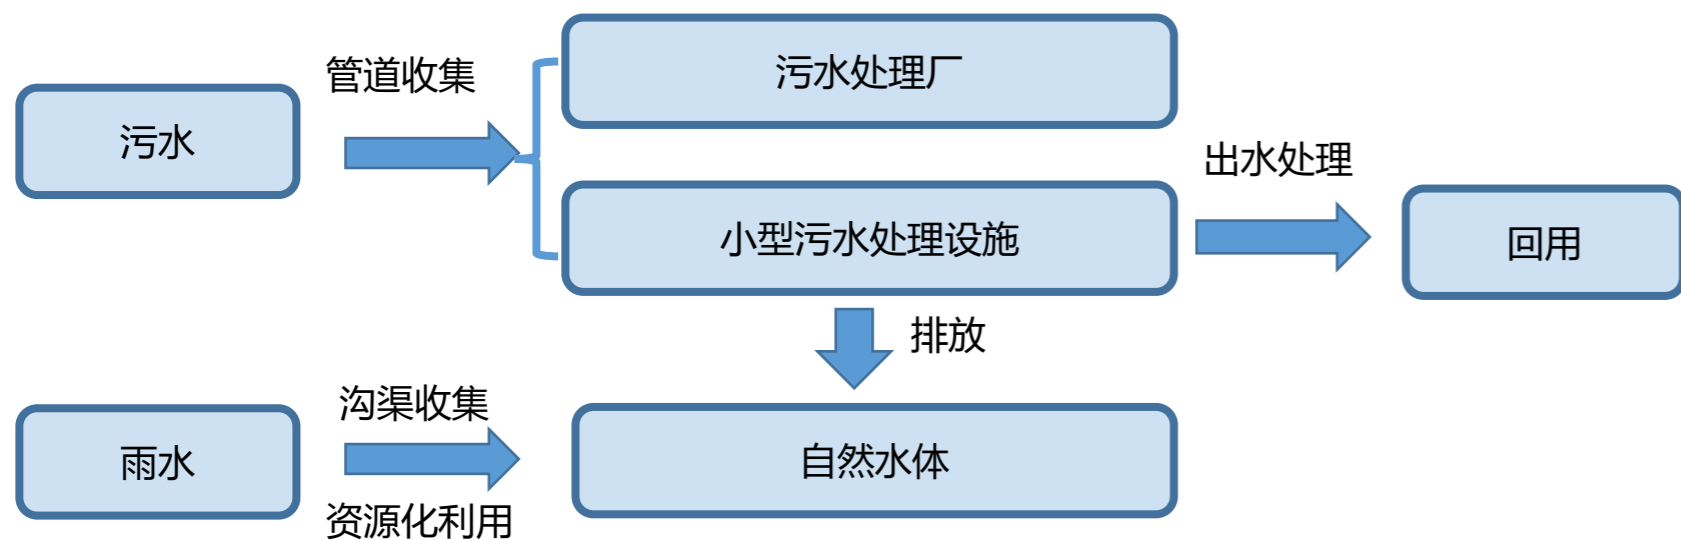 污水
管道收集
污水处理厂
小型污水处理设施
出水处理
回用
排放
雨水
沟渠收集
资源化利用
自然水体